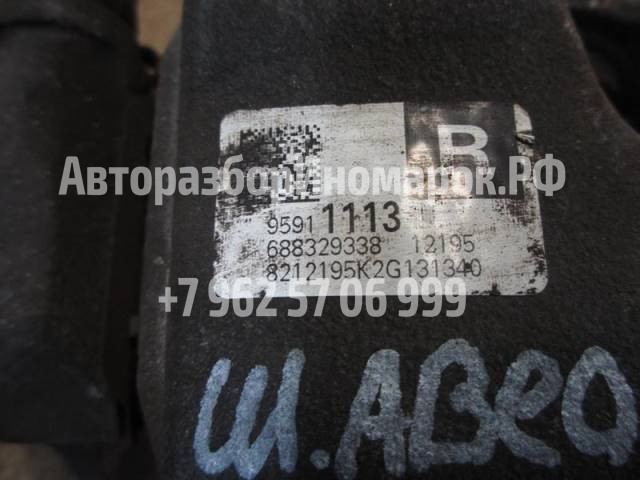 R
Авторазбор иномарок.РФ
9591 1113
688329338 12195
8212195K2G131340
+7 962 57 06 999
Ш. АВЕО